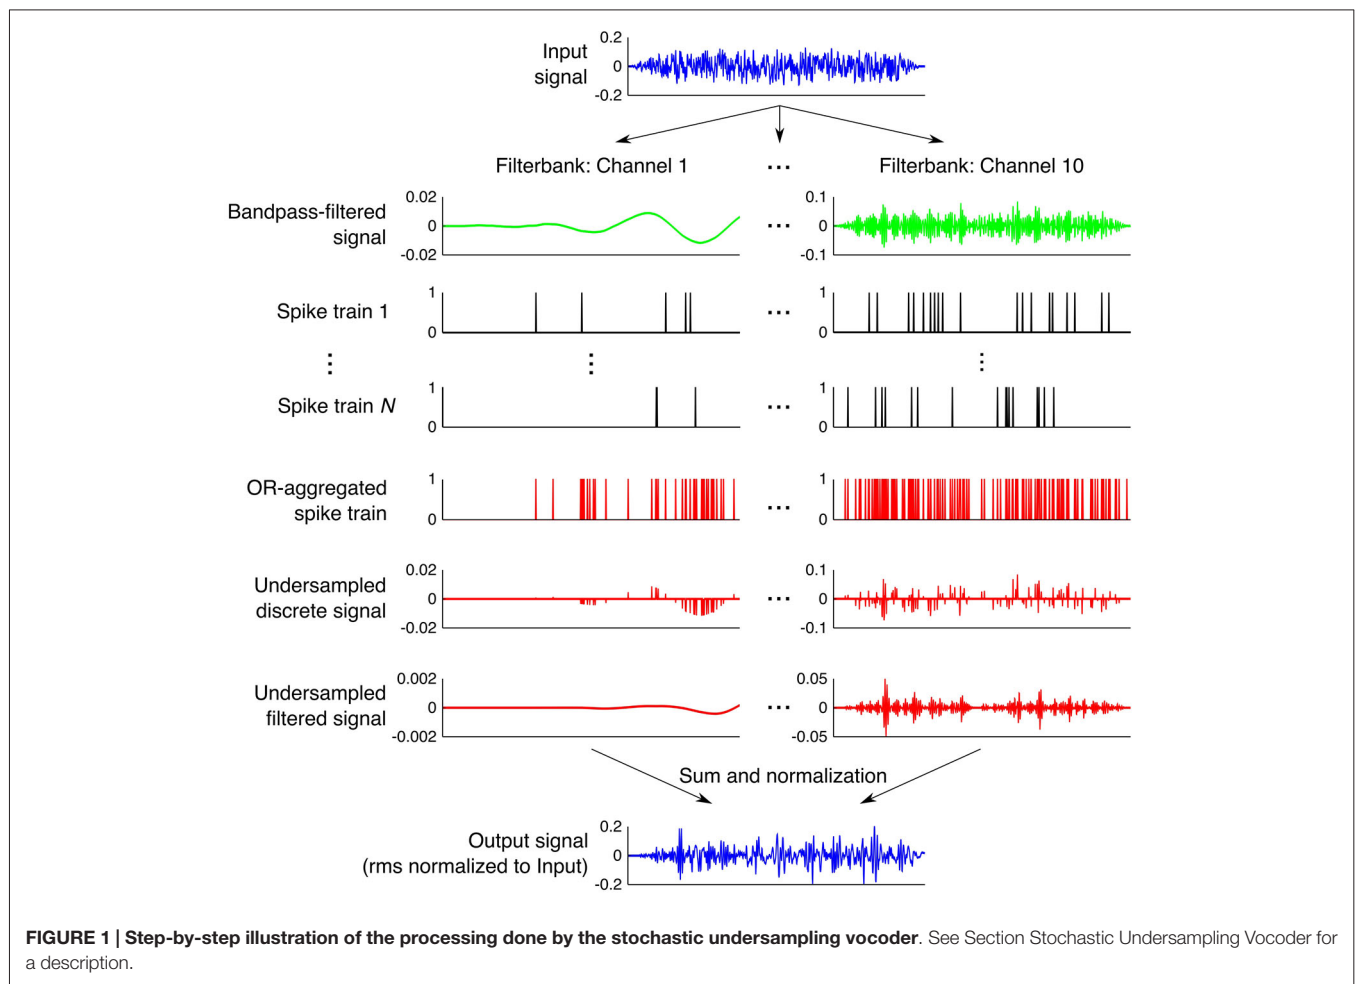 Input
signal
0.2
0
-0.2
Filterbank: Channel 1
...
Filterbank: Channel 10
Bandpass-filtered
signal
0.02
0
-0.02
...
0.1
0
-0.1
Spike train 1
1
0
...
1
0
Spike train N
1
0
...
1
0
OR-aggregated
spike train
1
0
...
1
0
Undersampled
discrete signal
0.02
0
-0.02
...
0.1
0
-0.1
Undersampled
filtered signal
0.002
0
-0.002
...
0.05
0
-0.05
Sum and normalization
Output signal
(rms normalized to Input)
0.2
0
-0.2
FIGURE 1 | Step-by-step illustration of the processing done by the stochastic undersampling vocoder. See Section Stochastic Undersampling Vocoder for
a description.